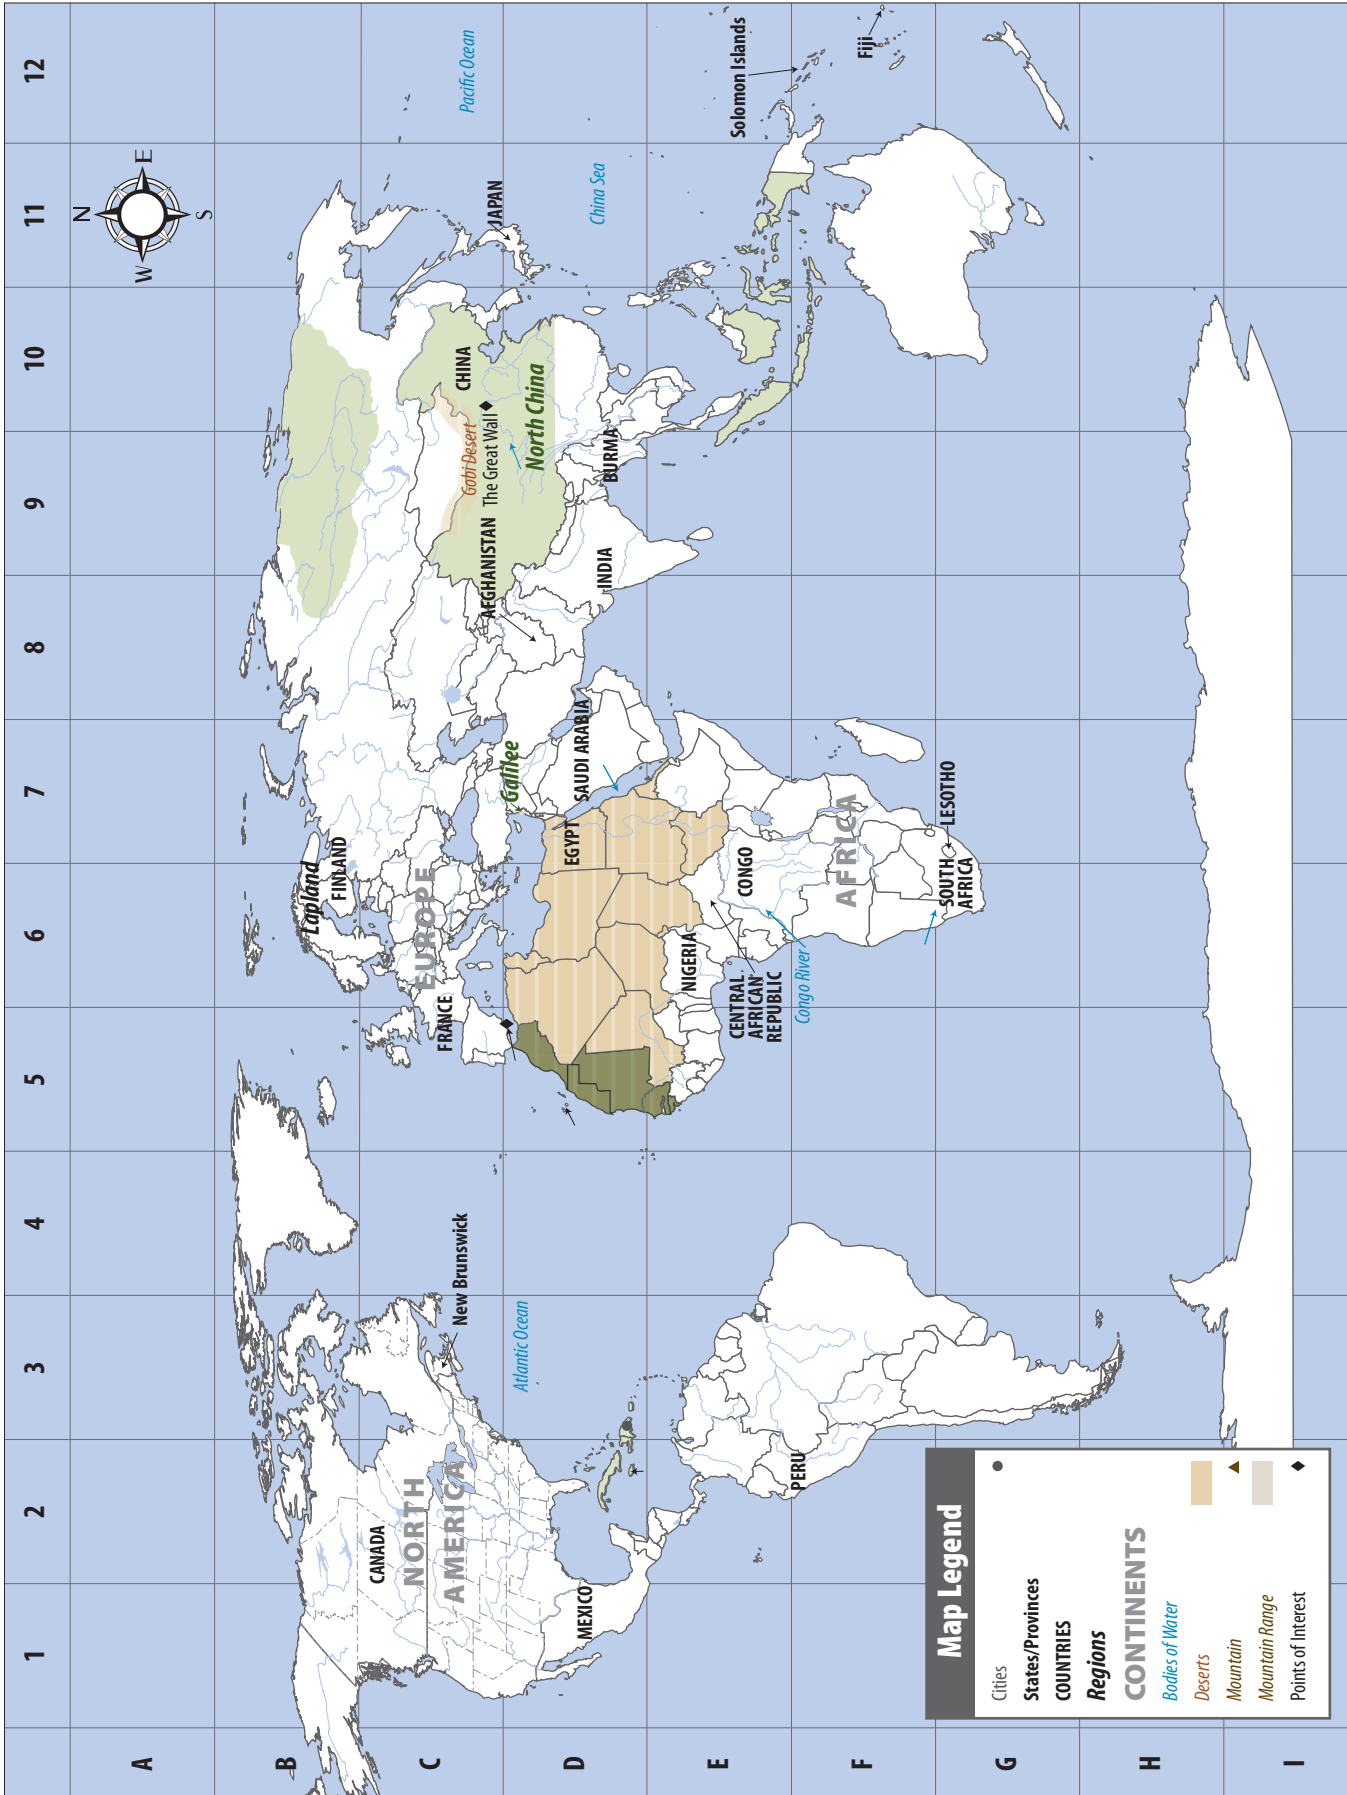 1
2
3
4
5
6
7
8
9
10
11
12
A
B
C
D
E
F
G
H
I
N
W
E
S
Lapland
FINLAND
EUROPE
FRANCE
CANADA
NORTH
AMERICA
New Brunswick
MEXICO
Atlantic Ocean
PERU
Galilee
SAUDI ARABIA
EGYPT
NIGERIA
CENTRAL
AFRICAN
REPUBLIC
CONGO
Congo River
AFRICA
SOUTH
AFRICA
LESOTHO
AFGHANISTAN
INDIA
BURMA
CHINA
Gobi Desert
The Great Wall
North China
JAPAN
China Sea
Pacific Ocean
Solomon Islands
Fiji
Map Legend
Cities
States/Provinces
COUNTRIES
Regions
CONTINENTS
Bodies of Water
Deserts
Mountain
Mountain Range
Points of Interest